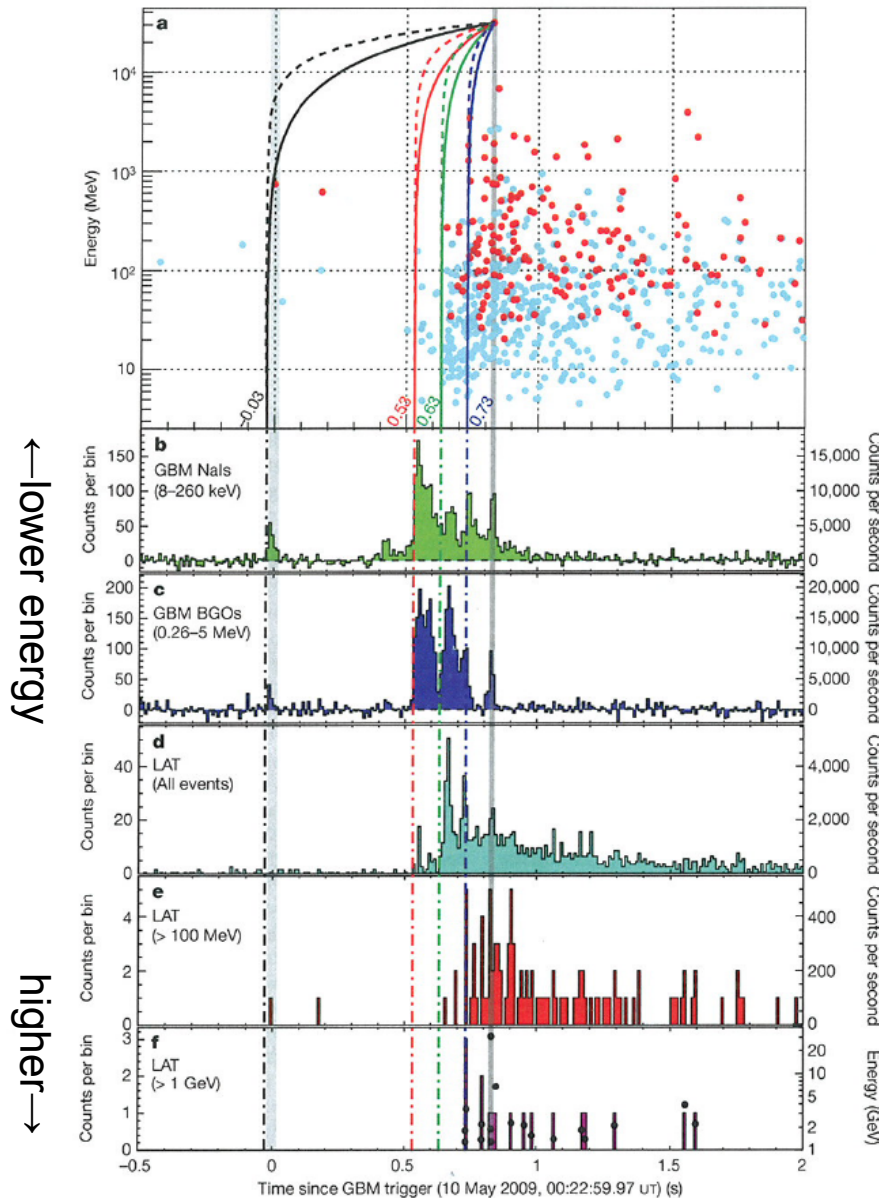 a
Energy (MeV)
10⁴
10³
10²
10
−0.03
0.53
0.63
0.73
←lower energy
higher→
b
GBM NaIs
(8–260 keV)
Counts per bin
150
100
50
0
15,000
10,000
5,000
0
Counts per second
c
GBM BGOs
(0.26–5 MeV)
Counts per bin
200
150
100
50
0
20,000
15,000
10,000
5,000
0
Counts per second
d
LAT
(All events)
Counts per bin
40
20
0
4,000
2,000
0
Counts per second
e
LAT
(> 100 MeV)
Counts per bin
4
2
0
400
200
0
Counts per second
f
LAT
(> 1 GeV)
Counts per bin
3
2
1
0
20
10
5
2
1
Energy (GeV)
−0.5
0
0.5
1
1.5
2
Time since GBM trigger (10 May 2009, 00:22:59.97 UT) (s)